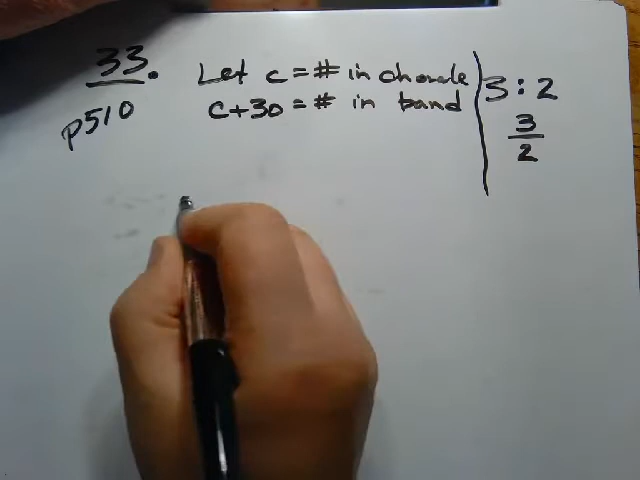 33. Let c = # in chorale
p510 c+30 = # in band
3:2
3
2